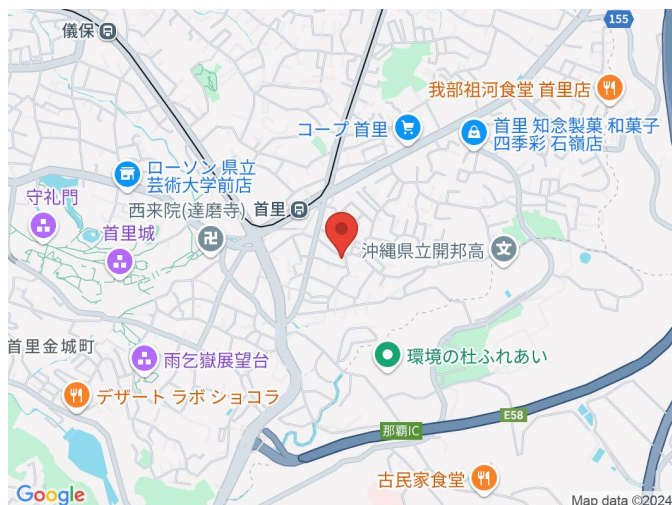 儀保
155
我部祖河食堂 首里店
コープ 首里
首里 知念製菓 和菓子
四季彩 石嶺店
ローソン 県立
芸術大学前店
守礼門
西来院(達磨寺)
首里
首里城
沖縄県立開邦高
文
首里金城町
雨乞嶽展望台
環境の杜ふれあい
デザート ラボ ショコラ
E58
那覇IC
古民家食堂
Google
Map data ©2024